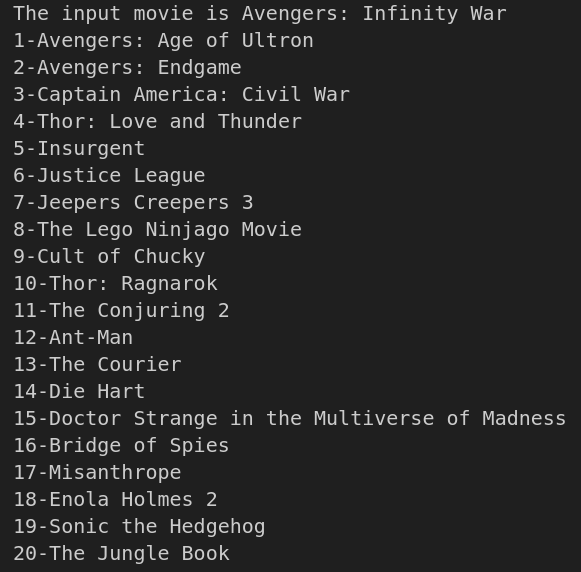 The input movie is Avengers: Infinity War
1-Avengers: Age of Ultron
2-Avengers: Endgame
3-Captain America: Civil War
4-Thor: Love and Thunder
5-Insurgent
6-Justice League
7-Jeepers Creepers 3
8-The Lego Ninjago Movie
9-Cult of Chucky
10-Thor: Ragnarok
11-The Conjuring 2
12-Ant-Man
13-The Courier
14-Die Hart
15-Doctor Strange in the Multiverse of Madness
16-Bridge of Spies
17-Misanthrope
18-Enola Holmes 2
19-Sonic the Hedgehog
20-The Jungle Book